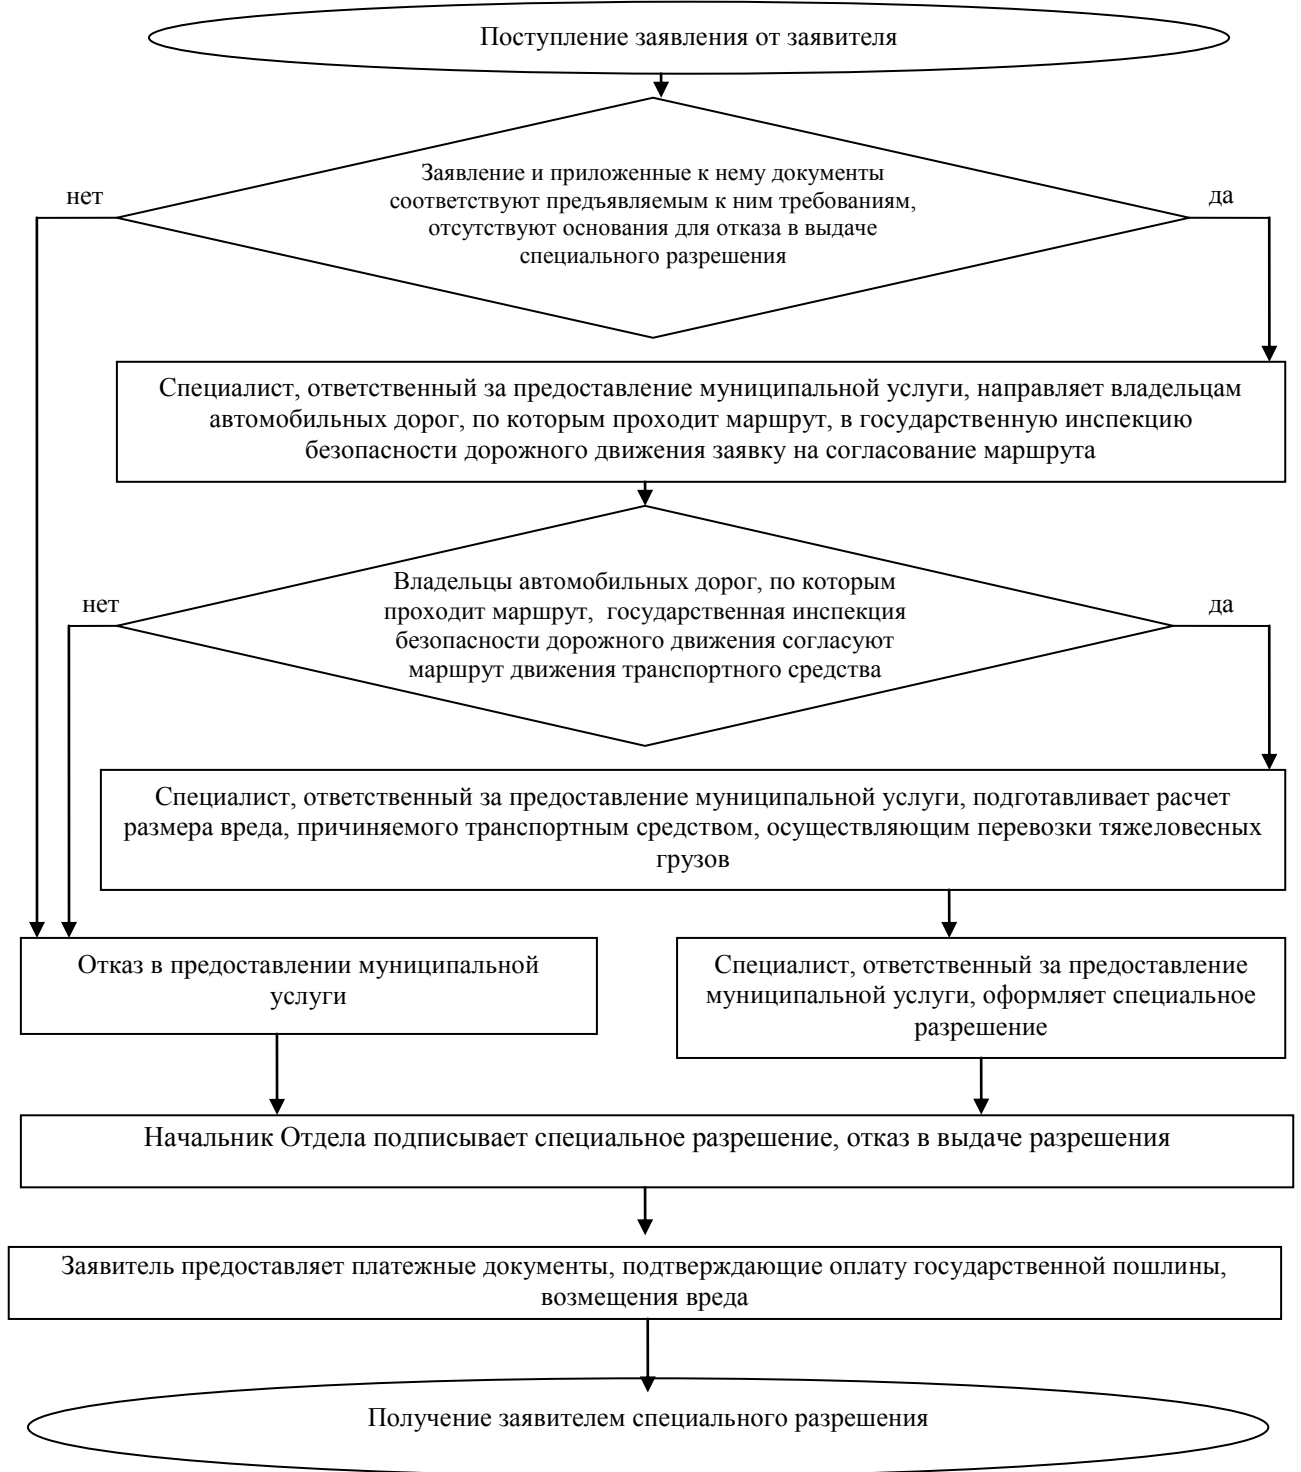 Поступление заявления от заявителя
Заявление и приложенные к нему документы
соответствуют предъявляемым к ним требованиям,
отсутствуют основания для отказа в выдаче
специального разрешения
нет
да
Специалист, ответственный за предоставление муниципальной услуги, направляет владельцам
автомобильных дорог, по которым проходит маршрут, в государственную инспекцию
безопасности дорожного движения заявку на согласование маршрута
Владельцы автомобильных дорог, по которым
проходит маршрут, государственная инспекция
безопасности дорожного движения согласуют
маршрут движения транспортного средства
нет
да
Специалист, ответственный за предоставление муниципальной услуги, подготавливает расчет
размера вреда, причиняемого транспортным средством, осуществляющим перевозки тяжеловесных
грузов
Отказ в предоставлении муниципальной
услуги
Специалист, ответственный за предоставление
муниципальной услуги, оформляет специальное
разрешение
Начальник Отдела подписывает специальное разрешение, отказ в выдаче разрешения
Заявитель предоставляет платежные документы, подтверждающие оплату государственной пошлины,
возмещения вреда
Получение заявителем специального разрешения